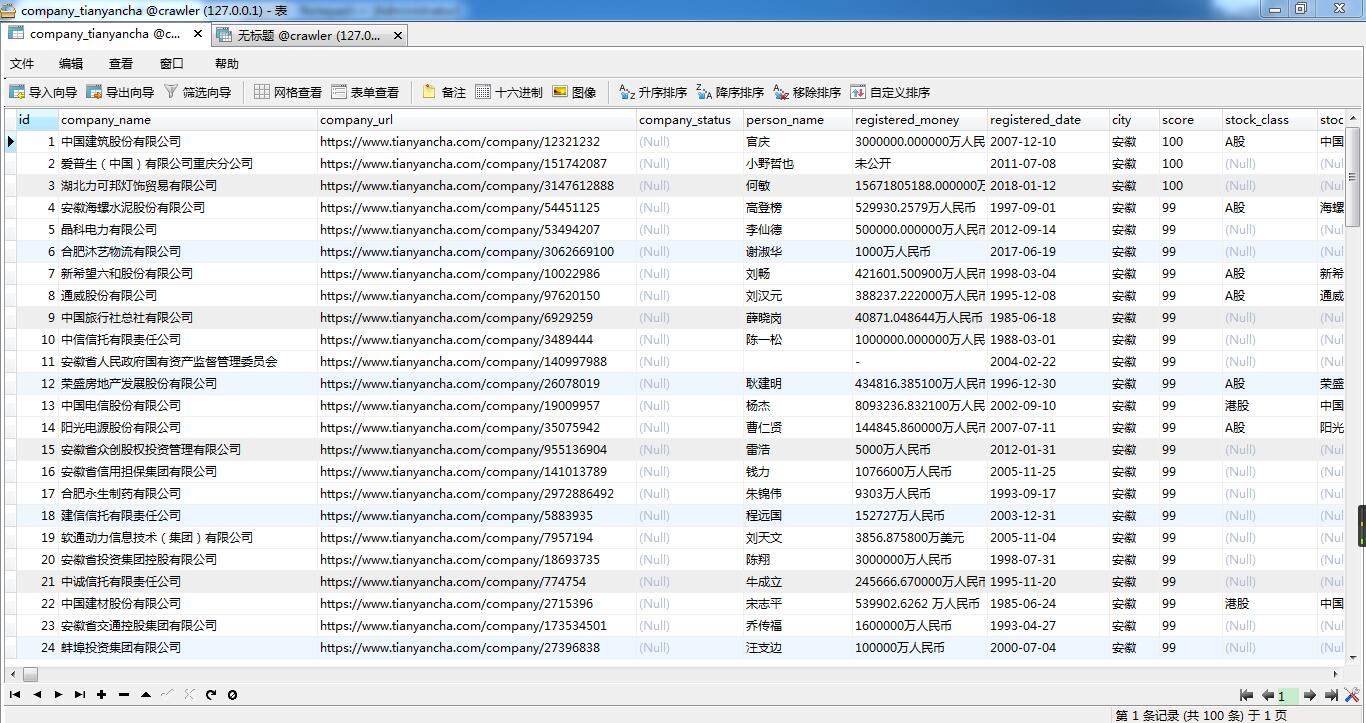 company_tianyancha @crawler (127.0.0.1) - 表
company_tianyancha @c... 无标题 @crawler (127.0...
文件 编辑 查看 窗口 帮助
导入向导 导出向导 筛选向导 网格查看 表单查看 备注 十六进制 图像 升序排序 降序排序 移除排序 自定义排序
id company_name company_url company_status person_name registered_money registered_date city score stock_class stoc
1 中国建筑股份有限公司 https://www.tianyancha.com/company/12321232 (Null) 官庆 3000000.000000万人民 2007-12-10 安徽 100 A股 中国
2 爱普生（中国）有限公司重庆分公司 https://www.tianyancha.com/company/151742087 (Null) 小野哲也 未公开 2011-07-08 安徽 100 (Null) (Nul
3 湖北力可邦灯饰贸易有限公司 https://www.tianyancha.com/company/3147612888 (Null) 何敏 15671805188.000000万 2018-01-12 安徽 100 (Null) (Nul
4 安徽海螺水泥股份有限公司 https://www.tianyancha.com/company/54451125 (Null) 高登榜 529930.2579万人民币 1997-09-01 安徽 99 A股 海螺
5 晶科电力有限公司 https://www.tianyancha.com/company/53494207 (Null) 李仙德 500000.000000万人民币 2012-09-14 安徽 99 (Null) (Nul
6 合肥沐艺物流有限公司 https://www.tianyancha.com/company/3062669100 (Null) 谢淑华 1000万人民币 2017-06-19 安徽 99 (Null) (Nul
7 新希望六和股份有限公司 https://www.tianyancha.com/company/10022986 (Null) 刘畅 421601.500900万人民币 1998-03-04 安徽 99 A股 新希
8 通威股份有限公司 https://www.tianyancha.com/company/97620150 (Null) 刘汉元 388237.222000万人民币 1995-12-08 安徽 99 A股 通威
9 中国旅行社总社有限公司 https://www.tianyancha.com/company/6929259 (Null) 薛晓岗 40871.048644万人民币 1985-06-18 安徽 99 (Null) (Nul
10 中信信托有限责任公司 https://www.tianyancha.com/company/3489444 (Null) 陈一松 1000000.000000万人民 1988-03-01 安徽 99 (Null) (Nul
11 安徽省人民政府国有资产监督管理委员会 https://www.tianyancha.com/company/140997988 (Null) - 2004-02-22 安徽 99 (Null) (Nul
12 荣盛房地产发展股份有限公司 https://www.tianyancha.com/company/26078019 (Null) 耿建明 434816.385100万人民币 1996-12-30 安徽 99 A股 荣盛
13 中国电信股份有限公司 https://www.tianyancha.com/company/19009957 (Null) 杨杰 8093236.832100万人民 2002-09-10 安徽 99 港股 中国
14 阳光电源股份有限公司 https://www.tianyancha.com/company/35075942 (Null) 曹仁贤 144845.860000万人民币 2007-07-11 安徽 99 A股 阳光
15 安徽省众创股权投资管理有限公司 https://www.tianyancha.com/company/955136904 (Null) 雷浩 5000万人民币 2012-01-31 安徽 99 (Null) (Nul
16 安徽省信用担保集团有限公司 https://www.tianyancha.com/company/141013789 (Null) 钱力 1076600万人民币 2005-11-25 安徽 99 (Null) (Nul
17 合肥永生制药有限公司 https://www.tianyancha.com/company/2972886492 (Null) 朱锦伟 9303万人民币 1993-09-17 安徽 99 (Null) (Nul
18 建信信托有限责任公司 https://www.tianyancha.com/company/5883935 (Null) 程远国 152727万人民币 2003-12-31 安徽 99 (Null) (Nul
19 软通动力信息技术（集团）有限公司 https://www.tianyancha.com/company/7957194 (Null) 刘天文 3856.875800万美元 2005-11-04 安徽 99 (Null) (Nul
20 安徽省投资集团控股有限公司 https://www.tianyancha.com/company/18693735 (Null) 陈翔 3000000万人民币 1998-07-31 安徽 99 (Null) (Nul
21 中诚信托有限责任公司 https://www.tianyancha.com/company/774754 (Null) 牛成立 245666.670000万人民币 1995-11-20 安徽 99 (Null) (Nul
22 中国建材股份有限公司 https://www.tianyancha.com/company/2715396 (Null) 宋志平 539902.6262 万人民币 1985-06-24 安徽 99 港股 中国
23 安徽省交通控股集团有限公司 https://www.tianyancha.com/company/173534501 (Null) 乔传福 1600000万人民币 1993-04-27 安徽 99 (Null) (Nul
24 蚌埠投资集团有限公司 https://www.tianyancha.com/company/27396838 (Null) 汪支边 100000万人民币 2000-07-04 安徽 99 (Null) (Nul
1
第 1 条记录 (共 100 条) 于 1 页